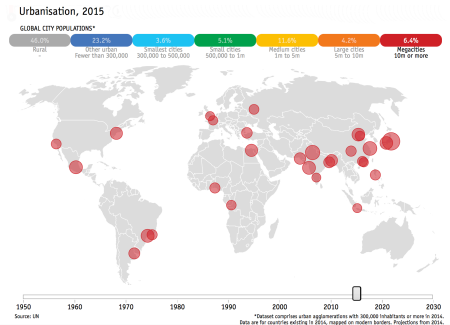 Urbanisation, 2015
GLOBAL CITY POPULATIONS*
46.0% 23.2% 3.6% 5.1% 11.6% 4.2% 6.4%
Rural Other urban Smallest cities Small cities Medium cities Large cities Megacities
– Fewer than 300,000 300,000 to 500,000 500,000 to 1m 1m to 5m 5m to 10m 10m or more
1950 1960 1970 1980 1990 2000 2010 2020 2030
Source: UN *Dataset comprises urban agglomerations with 300,000 inhabitants or more in 2014.
Data are for countries existing in 2014, mapped on modern borders. Projections from 2014.